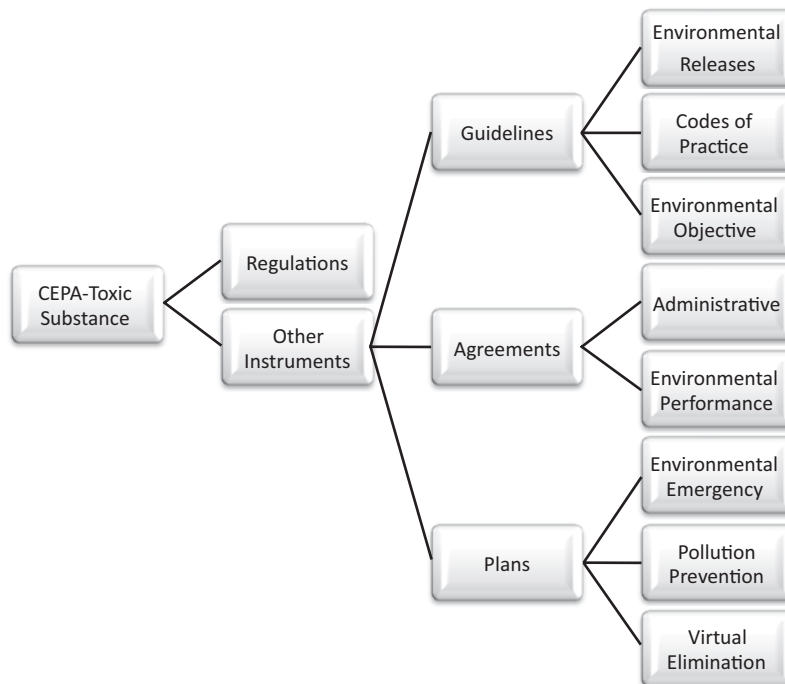 CEPA-Toxic
Substance
Regulations
Other
Instruments
Guidelines
Agreements
Plans
Environmental
Releases
Codes of
Practice
Environmental
Objective
Administrative
Environmental
Performance
Environmental
Emergency
Pollution
Prevention
Virtual
Elimination